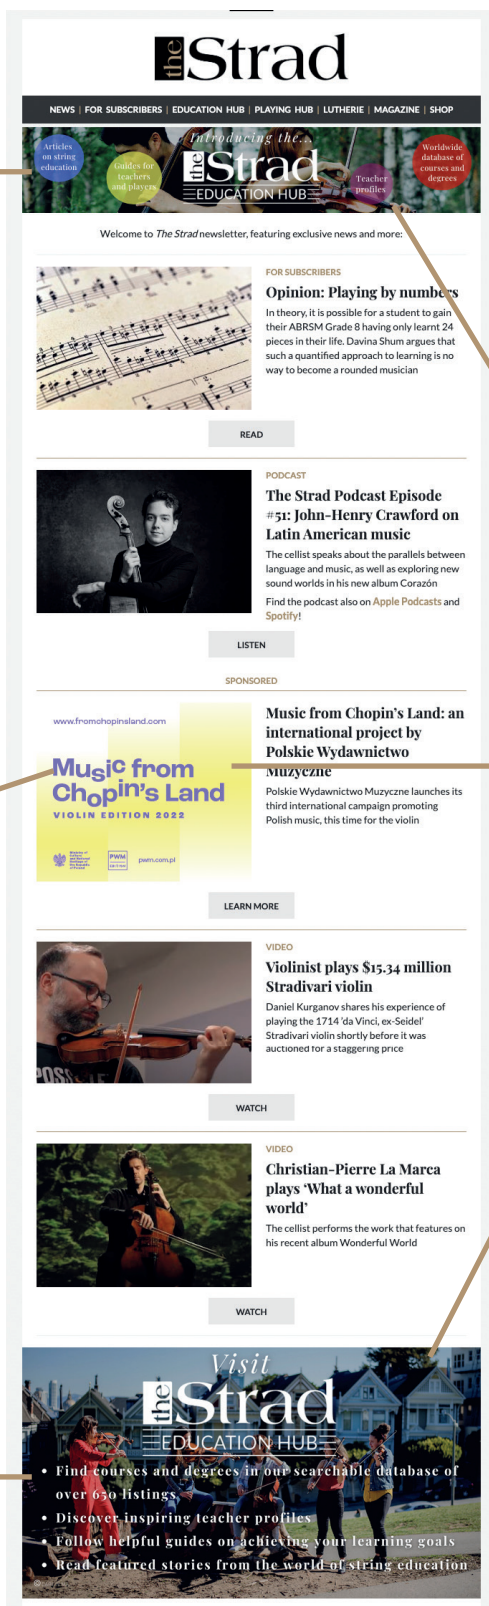 the Strad
NEWS | FOR SUBSCRIBERS | EDUCATION HUB | PLAYING HUB | LUTHERIE | MAGAZINE | SHOP
Introducing the...
the Strad
EDUCATION HUB
Articles
on string
education
Guides for
teachers
and players
Teacher
profiles
Worldwide
database of
courses and
degrees
Welcome to The Strad newsletter, featuring exclusive news and more:
FOR SUBSCRIBERS
Opinion: Playing by numbers
In theory, it is possible for a student to gain
their ABRSM Grade 8 having only learnt 24
pieces in their life. Davina Shum argues that
such a quantified approach to learning is no
way to become a rounded musician
READ
PODCAST
The Strad Podcast Episode
#51: John-Henry Crawford on
Latin American music
The cellist speaks about the parallels between
language and music, as well as exploring new
sound worlds in his new album Corazón
Find the podcast also on Apple Podcasts and
Spotify!
LISTEN
SPONSORED
www.fromchopinsland.com
Music from
Chopin's Land
VIOLIN EDITION 2022
PWM
EDITION
pwm.com.pl
Music from Chopin's Land: an
international project by
Polskie Wydawnictwo
Muzyczne
Polskie Wydawnictwo Muzyczne launches its
third international campaign promoting
Polish music, this time for the violin
LEARN MORE
VIDEO
Violinist plays $15.34 million
Stradivari violin
Daniel Kurganov shares his experience of
playing the 1714 'da Vinci, ex-Seidel'
Stradivari violin shortly before it was
auctioned for a staggering price
WATCH
VIDEO
Christian-Pierre La Marca
plays 'What a wonderful
world'
The cellist performs the work that features on
his recent album Wonderful World
WATCH
Visit
the Strad
EDUCATION HUB
• Find courses and degrees in our searchable database of
over 650 listings
• Discover inspiring teacher profiles
• Follow helpful guides on achieving your learning goals
• Read featured stories from the world of string education